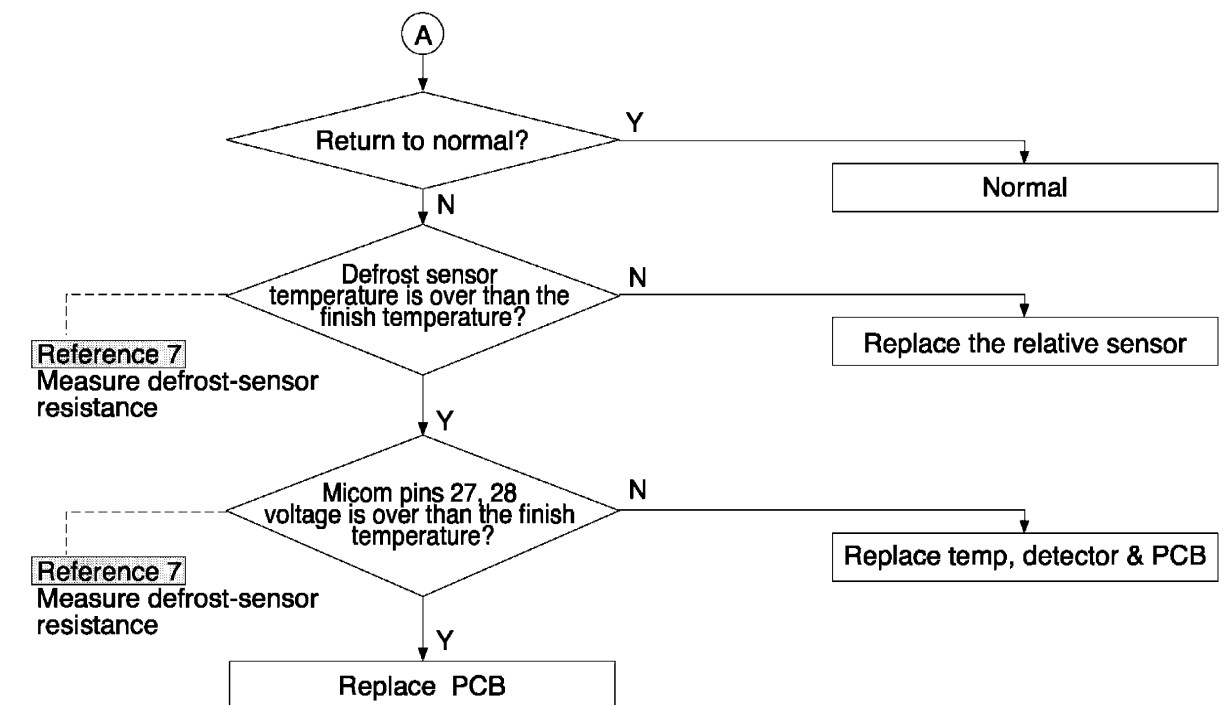 A
Return to normal?
Y
Normal
N
Defrost sensor
temperature is over than the
finish temperature?
N
Replace the relative sensor
Reference 7
Measure defrost-sensor
resistance
Y
Micom pins 27, 28
voltage is over than the finish
temperature?
N
Replace temp, detector & PCB
Reference 7
Measure defrost-sensor
resistance
Y
Replace PCB